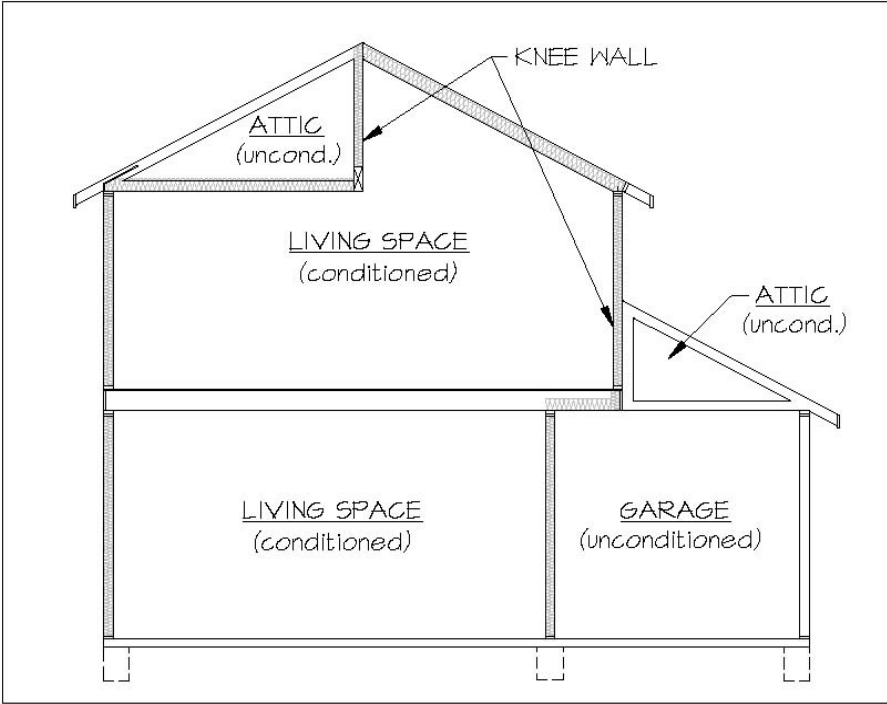 KNEE WALL
ATTIC
(uncond.)
LIVING SPACE
(conditioned)
ATTIC
(uncond.)
LIVING SPACE
(conditioned)
GARAGE
(unconditioned)